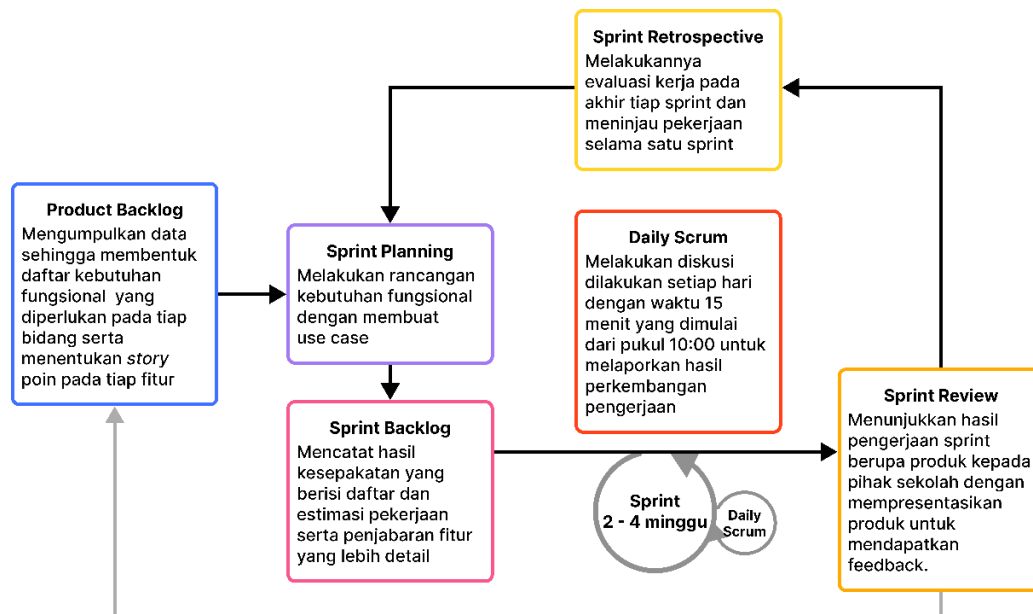 Sprint Retrospective
Melakukannya
evaluasi kerja pada
akhir tiap sprint dan
meninjau pekerjaan
selama satu sprint
Product Backlog
Mengumpulkan data
sehingga membentuk
daftar kebutuhan
fungsional yang
diperlukan pada tiap
bidang serta
menentukan story
poin pada tiap fitur
Sprint Planning
Melakukan rancangan
kebutuhan fungsional
dengan membuat
use case
Daily Scrum
Melakukan diskusi
dilakukan setiap hari
dengan waktu 15
menit yang dimulai
dari pukul 10:00 untuk
melaporkan hasil
perkembangan
pengerjaan
Sprint Backlog
Mencatat hasil
kesepakatan yang
berisi daftar dan
estimasi pekerjaan
serta penjabaran fitur
yang lebih detail
Sprint
2 - 4 minggu
Daily
Scrum
Sprint Review
Menunjukkan hasil
pengerjaan sprint
berupa produk kepada
pihak sekolah dengan
mempresentasikan
produk untuk
mendapatkan
feedback.